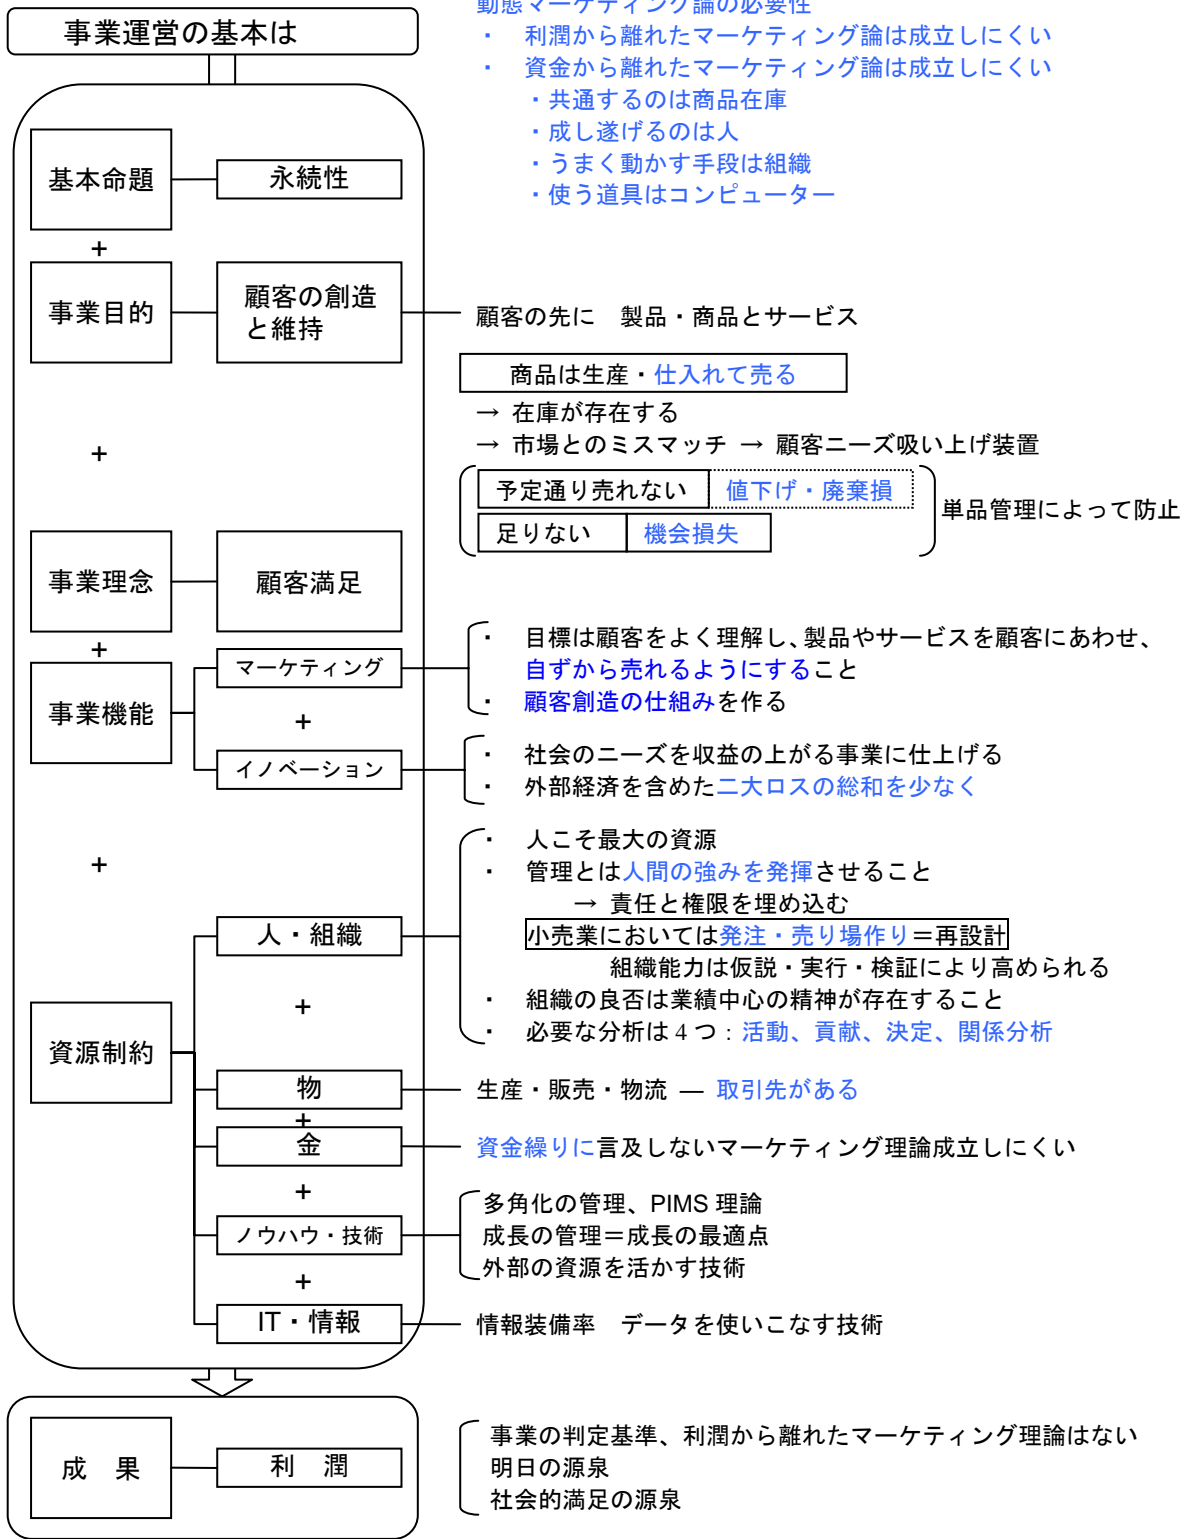 動態マーケティング論の必要性
事業運営の基本は
・ 利潤から離れたマーケティング論は成立しにくい
・ 資金から離れたマーケティング論は成立しにくい
・共通するのは商品在庫
・成し遂げるのは人
・うまく動かす手段は組織
・使う道具はコンピューター
基本命題
永続性
+
事業目的
顧客の創造
と維持
顧客の先に 製品・商品とサービス
商品は生産・仕入れて売る
→ 在庫が存在する
→ 市場とのミスマッチ → 顧客ニーズ吸い上げ装置
+
予定通り売れない 値下げ・廃棄損
足りない 機会損失
単品管理によって防止
事業理念
顧客満足
+
事業機能
マーケティング
・ 目標は顧客をよく理解し、製品やサービスを顧客にあわせ、
自ずから売れるようにすること
・ 顧客創造の仕組みを作る
+
イノベーション
・ 社会のニーズを収益の上がる事業に仕上げる
・ 外部経済を含めた二大ロスの総和を少なく
+
資源制約
人・組織
・ 人こそ最大の資源
・ 管理とは人間の強みを発揮させること
→ 責任と権限を埋め込む
小売業においては発注・売り場作り＝再設計
組織能力は仮説・実行・検証により高められる
・ 組織の良否は業績中心の精神が存在すること
・ 必要な分析は4つ：活動、貢献、決定、関係分析
+
物
生産・販売・物流 ― 取引先がある
+
金
資金繰りに言及しないマーケティング理論成立しにくい
+
ノウハウ・技術
多角化の管理、PIMS 理論
成長の管理＝成長の最適点
外部の資源を活かす技術
+
IT・情報
情報装備率 データを使いこなす技術
成 果
利 潤
事業の判定基準、利潤から離れたマーケティング理論はない
明日の源泉
社会的満足の源泉